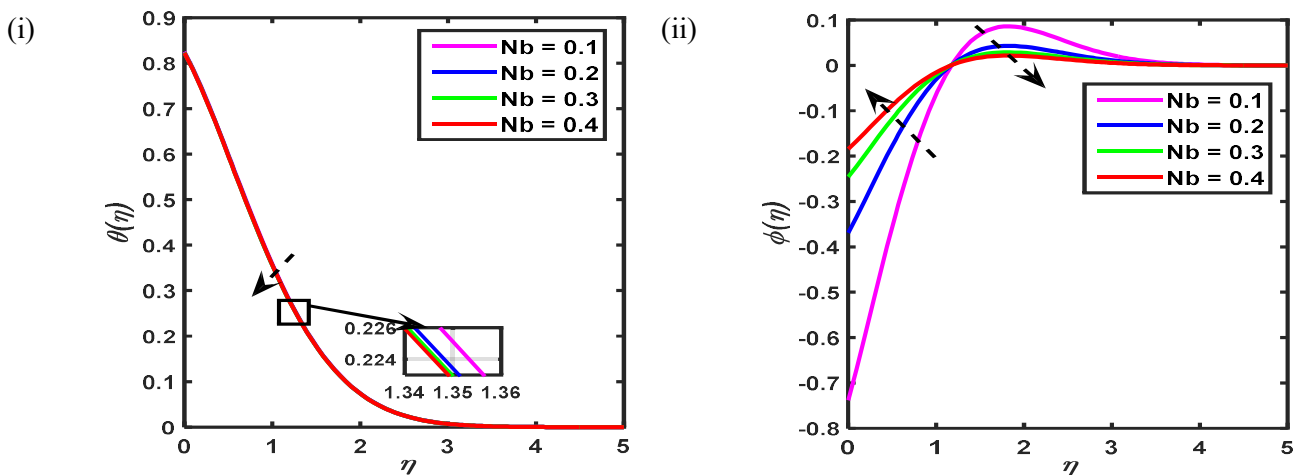 (i)
0.9
0.8
0.7
0.6
0.5
0.4
0.3
0.2
0.1
0
θ(η)
Nb = 0.1
Nb = 0.2
Nb = 0.3
Nb = 0.4
0.226
0.224
1.34 1.35 1.36
0 1 2 3 4 5
η
(ii)
0.1
0
-0.1
-0.2
-0.3
-0.4
-0.5
-0.6
-0.7
-0.8
ϕ(η)
Nb = 0.1
Nb = 0.2
Nb = 0.3
Nb = 0.4
0 1 2 3 4 5
η